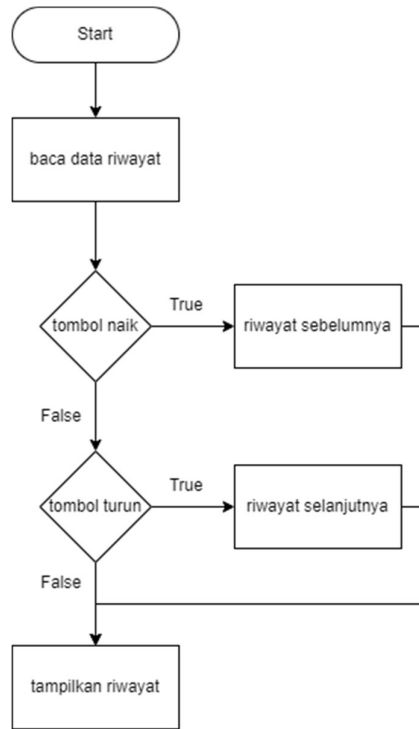 Start
baca data riwayat
tombol naik
True
riwayat sebelumnya
False
tombol turun
True
riwayat selanjutnya
False
tampilkan riwayat